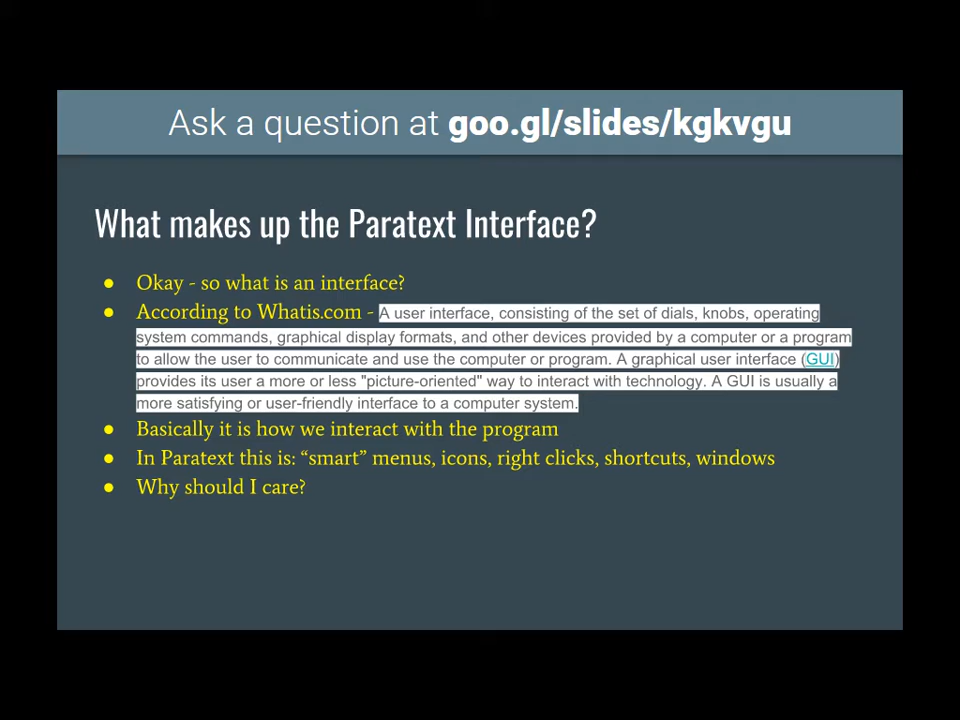 Ask a question at goo.gl/slides/kgkvgu
What makes up the Paratext Interface?
● Okay - so what is an interface?
● According to Whatis.com - A user interface, consisting of the set of dials, knobs, operating
system commands, graphical display formats, and other devices provided by a computer or a program
to allow the user to communicate and use the computer or program. A graphical user interface (GUI)
provides its user a more or less "picture-oriented" way to interact with technology. A GUI is usually a
more satisfying or user-friendly interface to a computer system.
● Basically it is how we interact with the program
● In Paratext this is: “smart” menus, icons, right clicks, shortcuts, windows
● Why should I care?